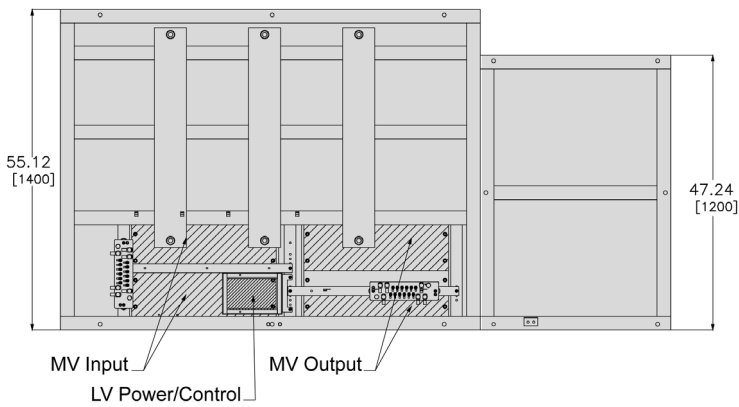 55.12
[1400]
47.24
[1200]
MV Input
MV Output
LV Power/Control